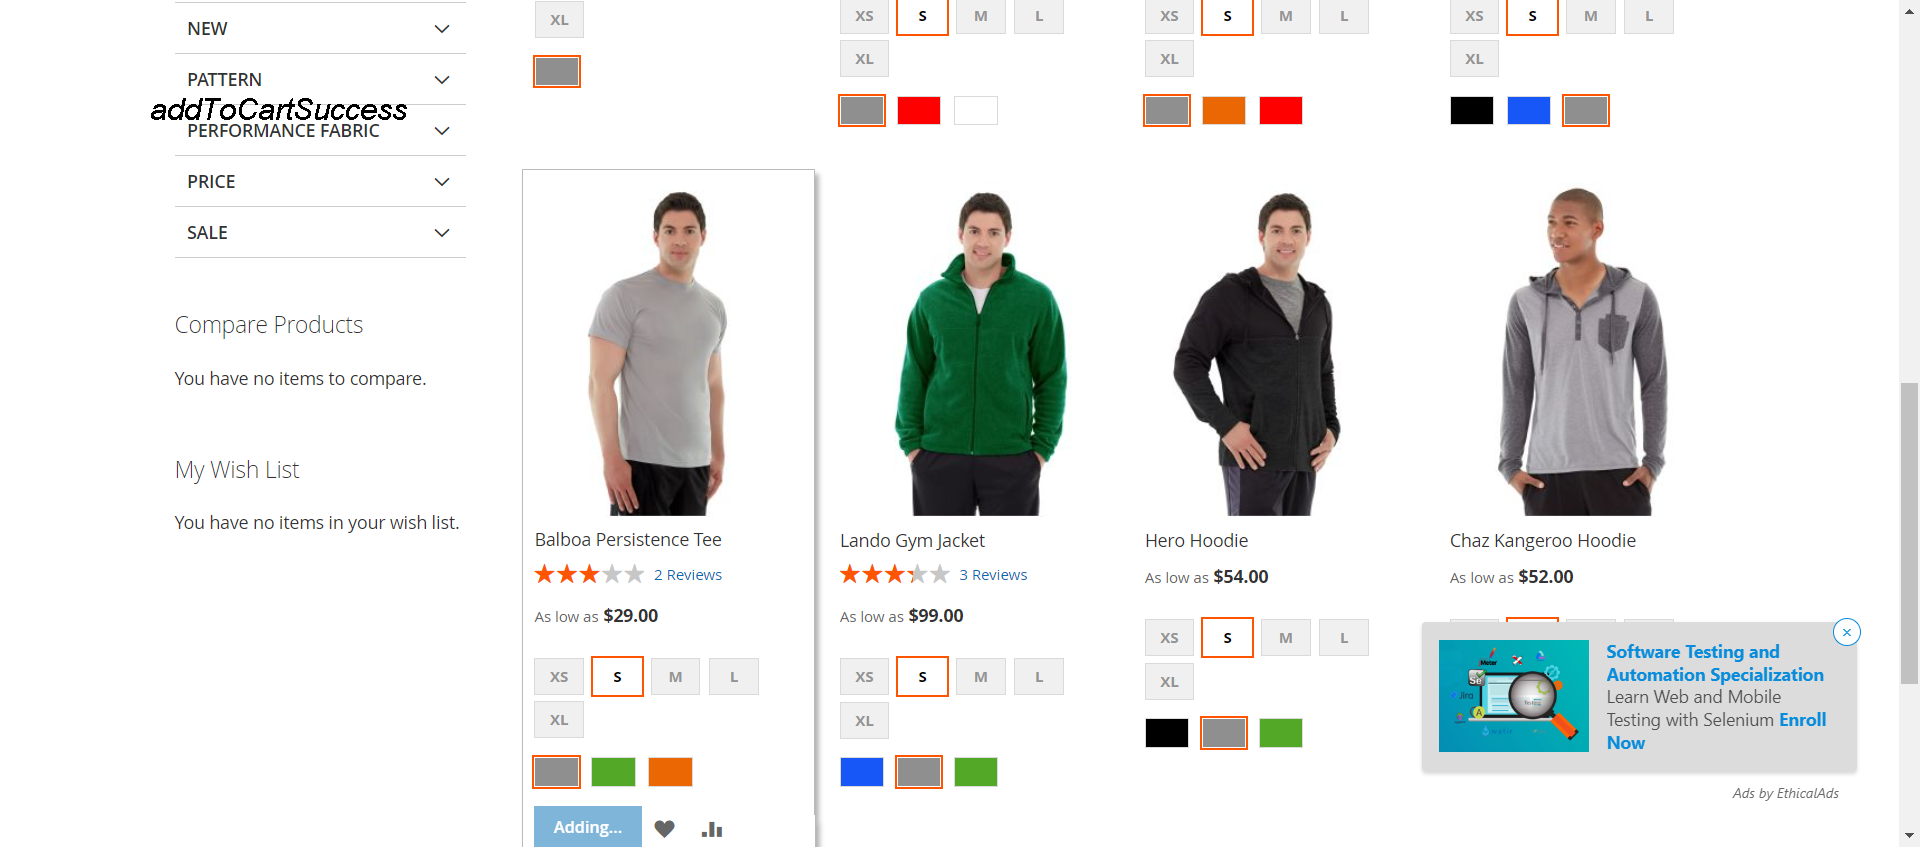 NEW
PATTERN
addToCartSuccess
PERFORMANCE FABRIC
PRICE
SALE
Compare Products
You have no items to compare.
My Wish List
You have no items in your wish list.
XL
XS S M L
XL
XS S M L
XL
XS S M L
XL
Balboa Persistence Tee
2 Reviews
As low as $29.00
XS S M L
XL
Adding...
Lando Gym Jacket
3 Reviews
As low as $99.00
XS S M L
XL
Hero Hoodie
As low as $54.00
XS S M L
XL
Chaz Kangeroo Hoodie
As low as $52.00
Meter
Se
Jira
A
Software Testing and
Automation Specialization
Learn Web and Mobile
Testing with Selenium Enroll
Now
Ads by EthicalAds